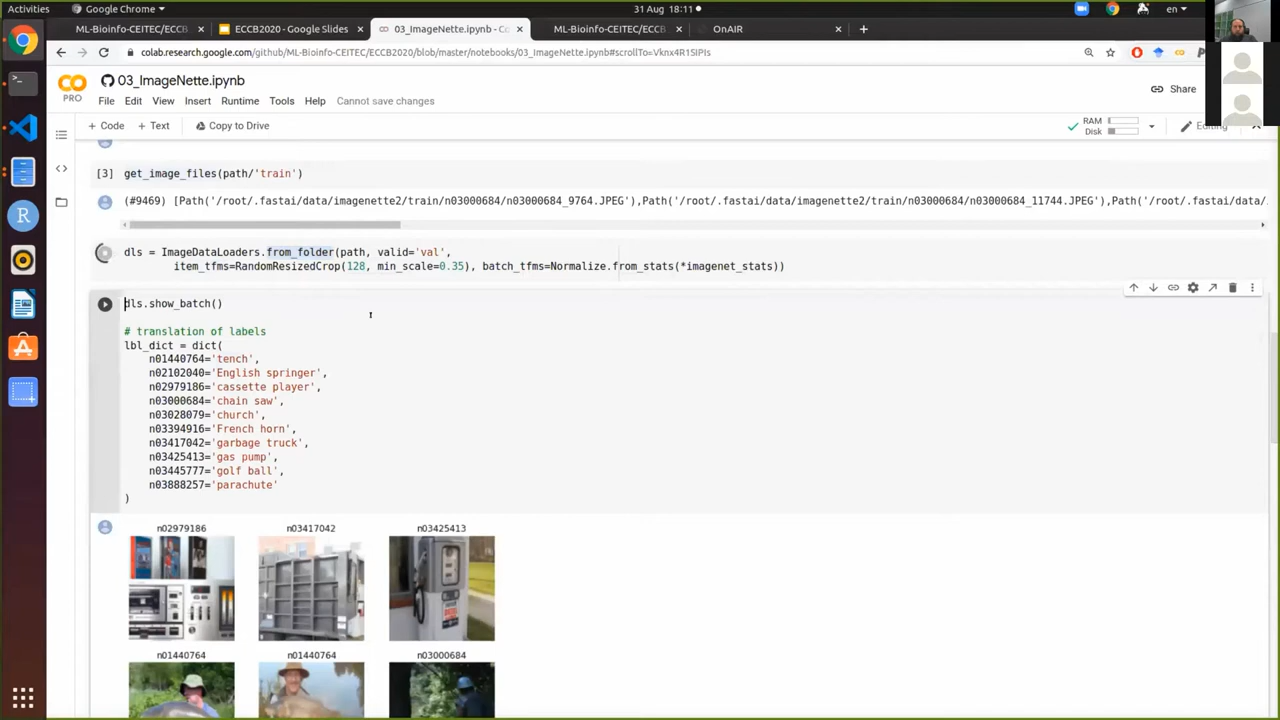 Activities
Google Chrome
31 Aug 18:11
en
ML-Bioinfo-CEITEC/ECCB
ECCB2020 - Google Slides
03_ImageNette.ipynb - Co
ML-Bioinfo-CEITEC/ECCB
OnAIR
colab.research.google.com/github/ML-Bioinfo-CEITEC/ECCB2020/blob/master/notebooks/03_ImageNette.ipynb#scrollTo=Vknx4R1SIPIs
PRO
03_ImageNette.ipynb
Share
File Edit View Insert Runtime Tools Help Cannot save changes
+ Code + Text Copy to Drive
RAM
Disk
Editing
[3] get_image_files(path/'train')
(#9469) [Path('/root/.fastai/data/imagenette2/train/n03000684/n03000684_9764.JPEG'),Path('/root/.fastai/data/imagenette2/train/n03000684/n03000684_11744.JPEG'),Path('/root/.fastai/data/imagenette2/train/
dls = ImageDataLoaders.from_folder(path, valid='val',
item_tfms=RandomResizedCrop(128, min_scale=0.35), batch_tfms=Normalize.from_stats(*imagenet_stats))
dls.show_batch()
# translation of labels
lbl_dict = dict(
n01440764='tench',
n02102040='English springer',
n02979186='cassette player',
n03000684='chain saw',
n03028079='church',
n03394916='French horn',
n03417042='garbage truck',
n03425413='gas pump',
n03445777='golf ball',
n03888257='parachute'
)
n02979186 n03417042 n03425413
n01440764 n01440764 n03000684